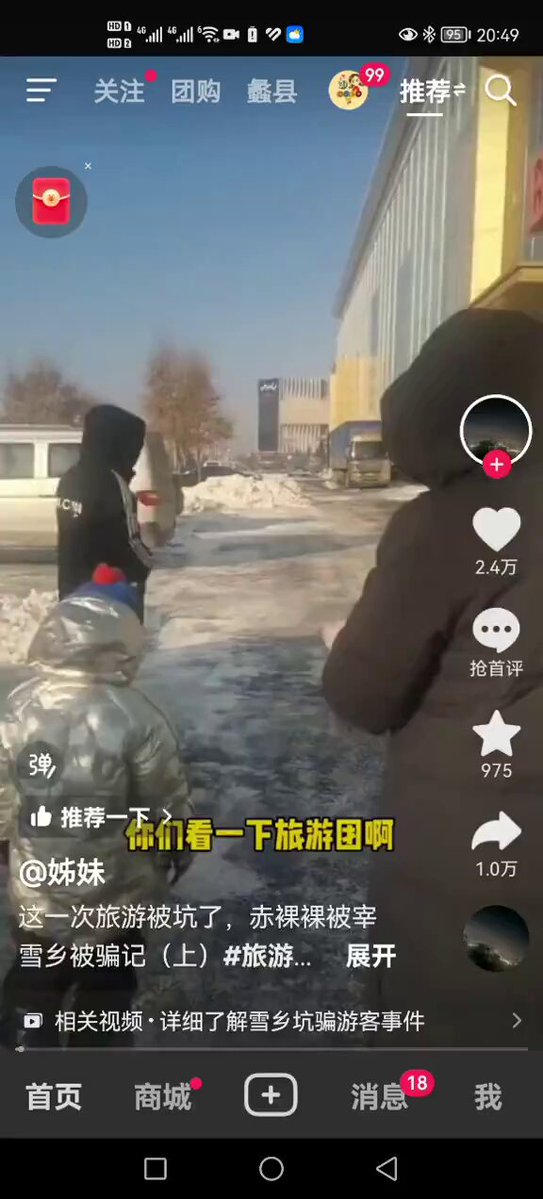 HD 1
HD 2
4G
4G
6
95
20:49
关注
团购
蠡县
99
推荐
2.4万
抢首评
975
1.0万
弹
推荐一下
你们看一下旅游团啊
@姊妹
这一次旅游被坑了，赤裸裸被宰
雪乡被骗记（上）#旅游... 展开
相关视频·详细了解雪乡坑骗游客事件
首页
商城
消息
18
我